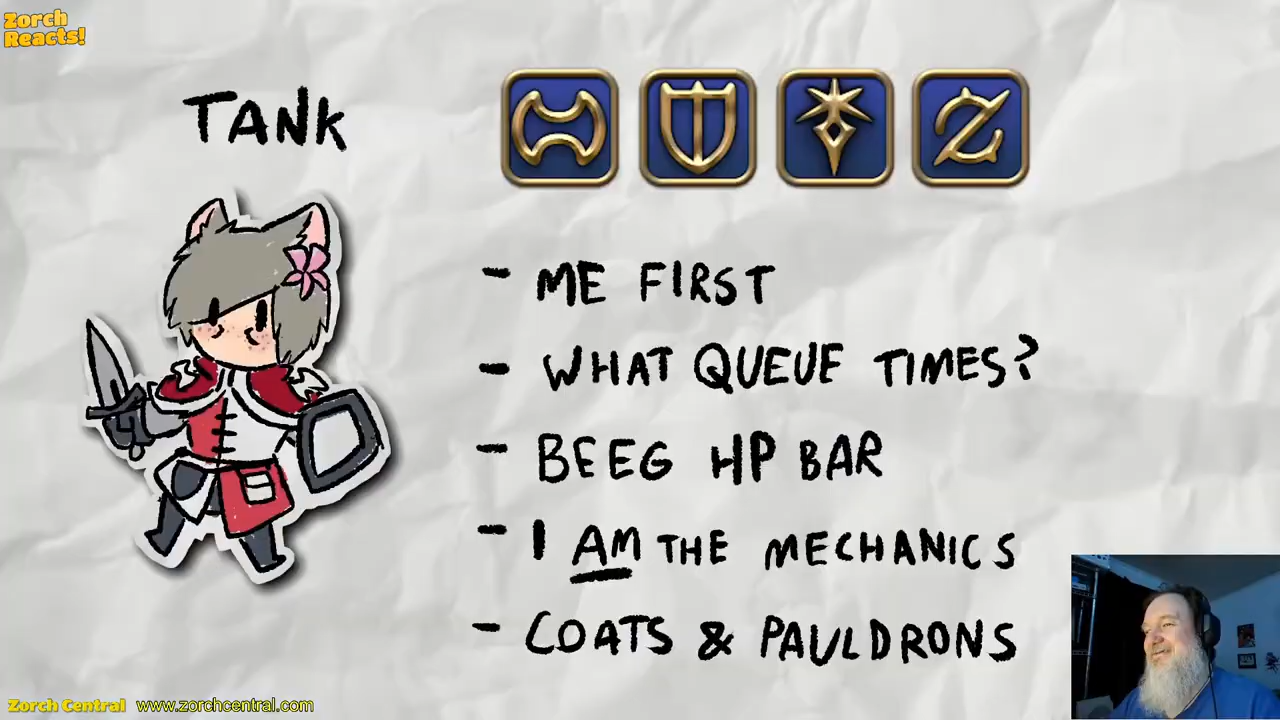 Zorch
Reacts!
TANK
- ME FIRST
- WHAT QUEUE TIMES?
- BEEG HP BAR
- I AM THE MECHANICS
- COATS & PAULDRONS
Zorch Central www.zorchcentral.com